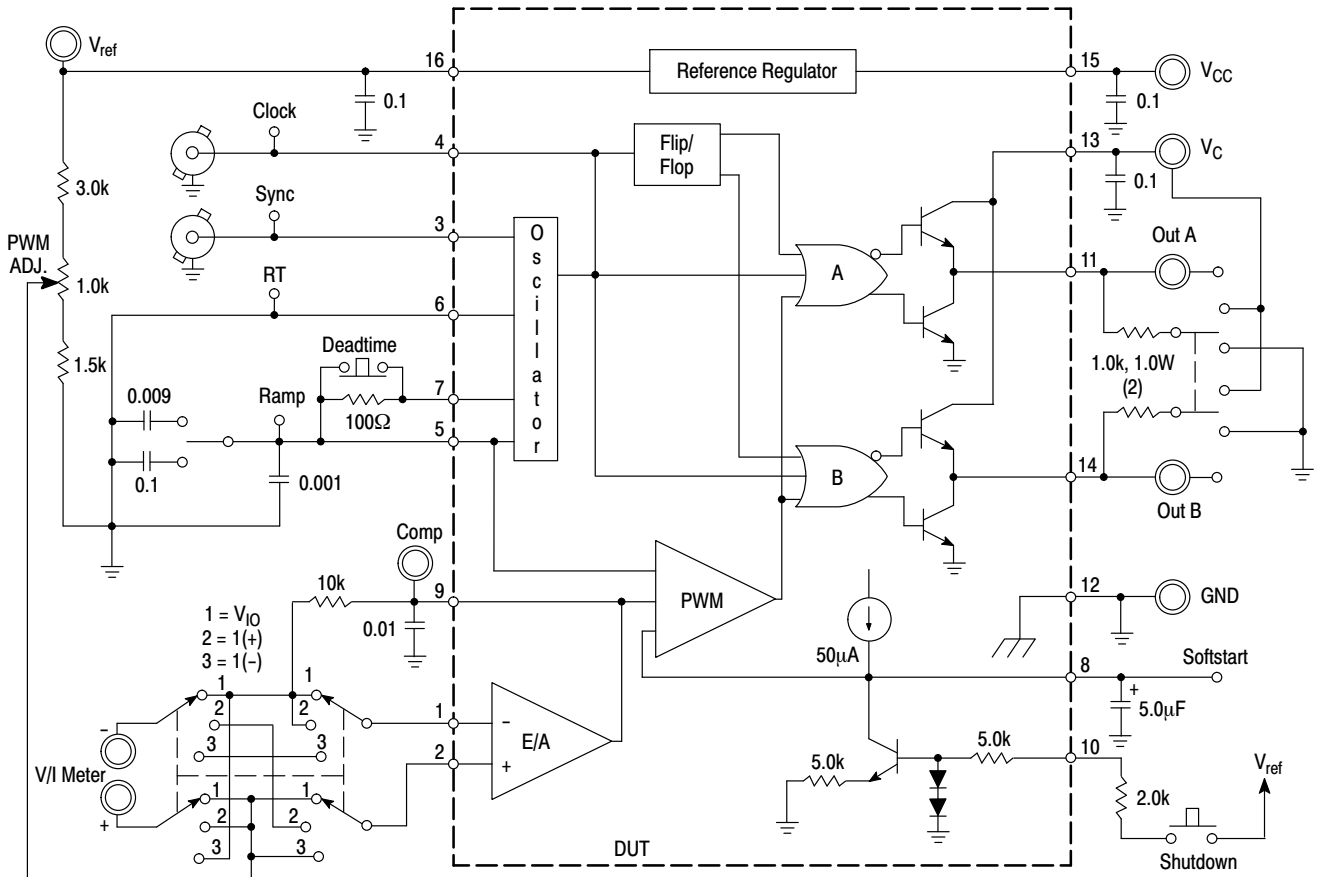 Vref
16
Reference Regulator
15
VCC
0.1
0.1
Clock
4
Flip/
Flop
13
VC
3.0k
0.1
Sync
3
Oscillator
Out A
PWM
ADJ.
1.0k
RT
A
11
6
1.5k
Deadtime
1.0k, 1.0W
(2)
0.009
Ramp
7
100Ω
5
0.1
0.001
B
14
Out B
Comp
10k
9
PWM
12
GND
1 = VIO
2 = 1(+)
3 = 1(−)
0.01
50μA
8
Softstart
1
1
+
5.0μF
2
2
1
−
−
3
3
E/A
2
+
5.0k
10
V/I Meter
5.0k
Vref
1
1
2.0k
+
2
2
3
3
DUT
Shutdown